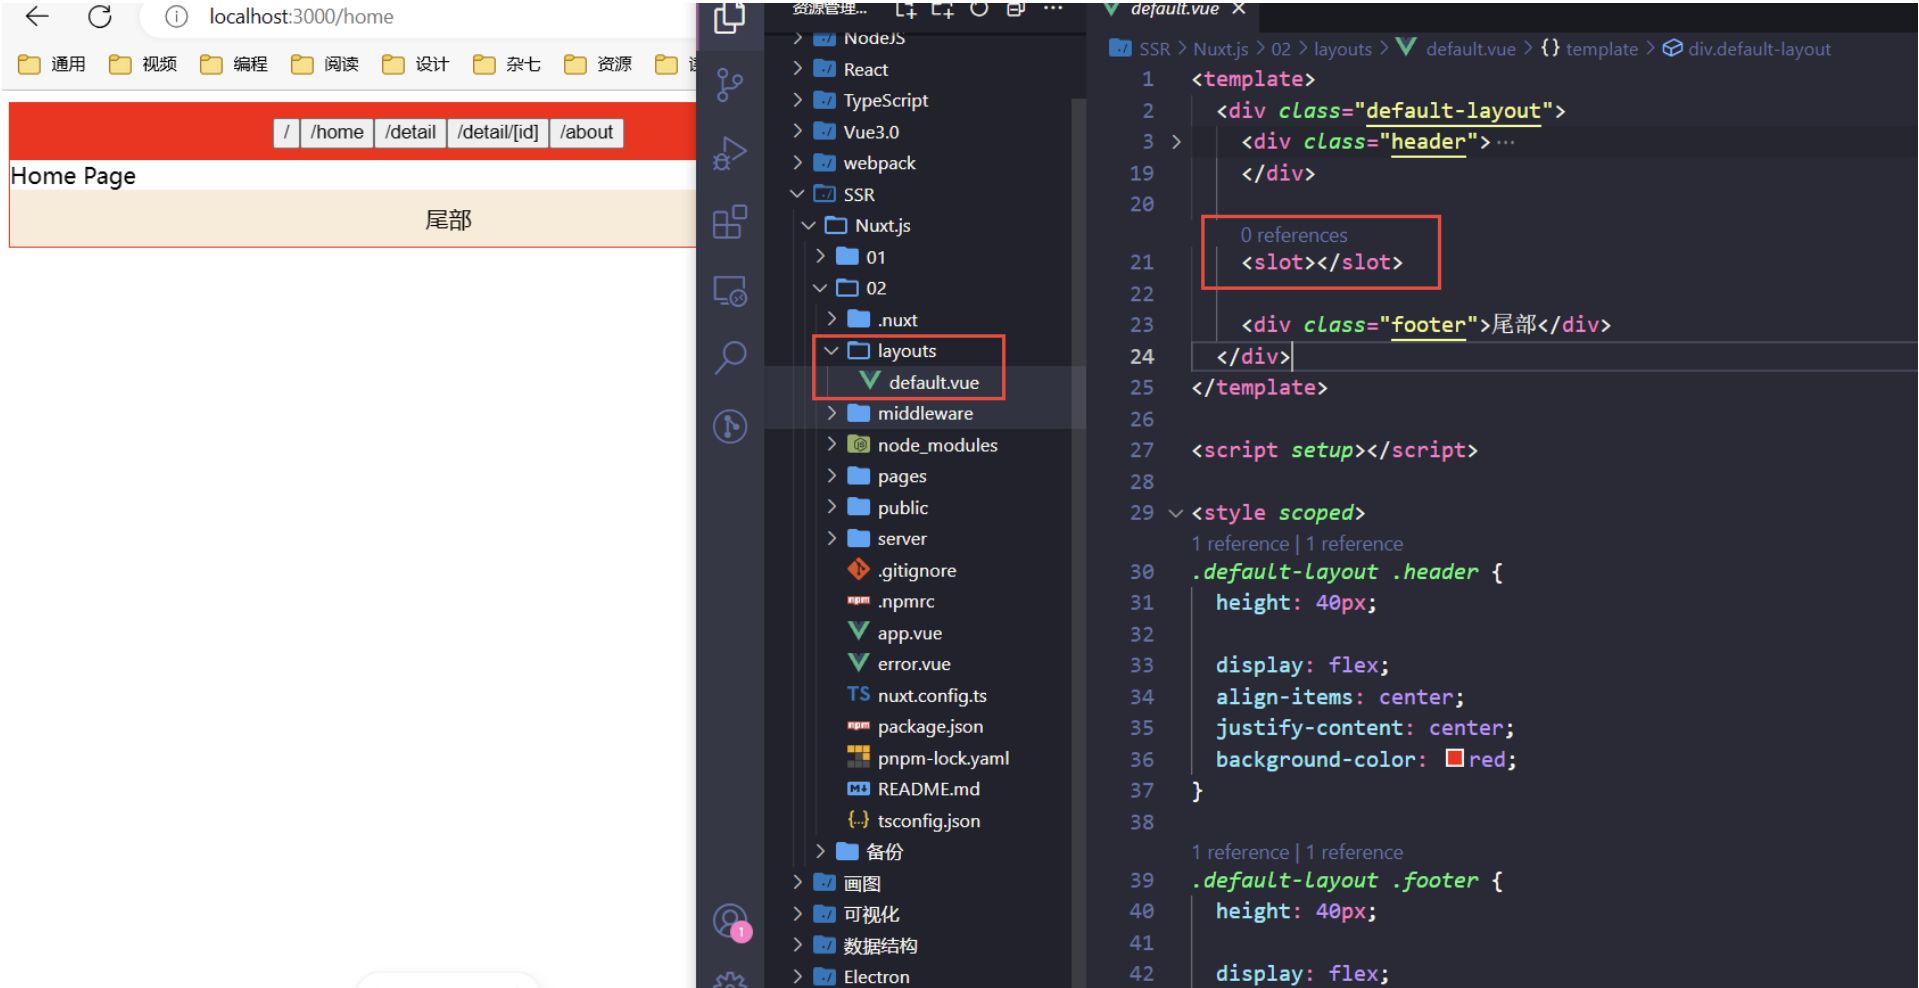 localhost:3000/home
通用 视频 编程 阅读 设计 杂七 资源
/ /home /detail /detail/[id] /about
Home Page
尾部
资源管理...
NodeJS
React
TypeScript
Vue3.0
webpack
SSR
Nuxt.js
01
02
.nuxt
layouts
default.vue
middleware
node_modules
pages
public
server
.gitignore
.npmrc
app.vue
error.vue
nuxt.config.ts
package.json
pnpm-lock.yaml
README.md
tsconfig.json
备份
画图
可视化
数据结构
Electron
1
default.vue
SSR > Nuxt.js > 02 > layouts > default.vue > {} template > div.default-layout
1 <template>
2 <div class="default-layout">
3 <div class="header">···
19 </div>
20
0 references
21 <slot></slot>
22
23 <div class="footer">尾部</div>
24 </div>
25 </template>
26
27 <script setup></script>
28
29 <style scoped>
1 reference | 1 reference
30 .default-layout .header {
31 height: 40px;
32
33 display: flex;
34 align-items: center;
35 justify-content: center;
36 background-color: red;
37 }
38
1 reference | 1 reference
39 .default-layout .footer {
40 height: 40px;
41
42 display: flex;